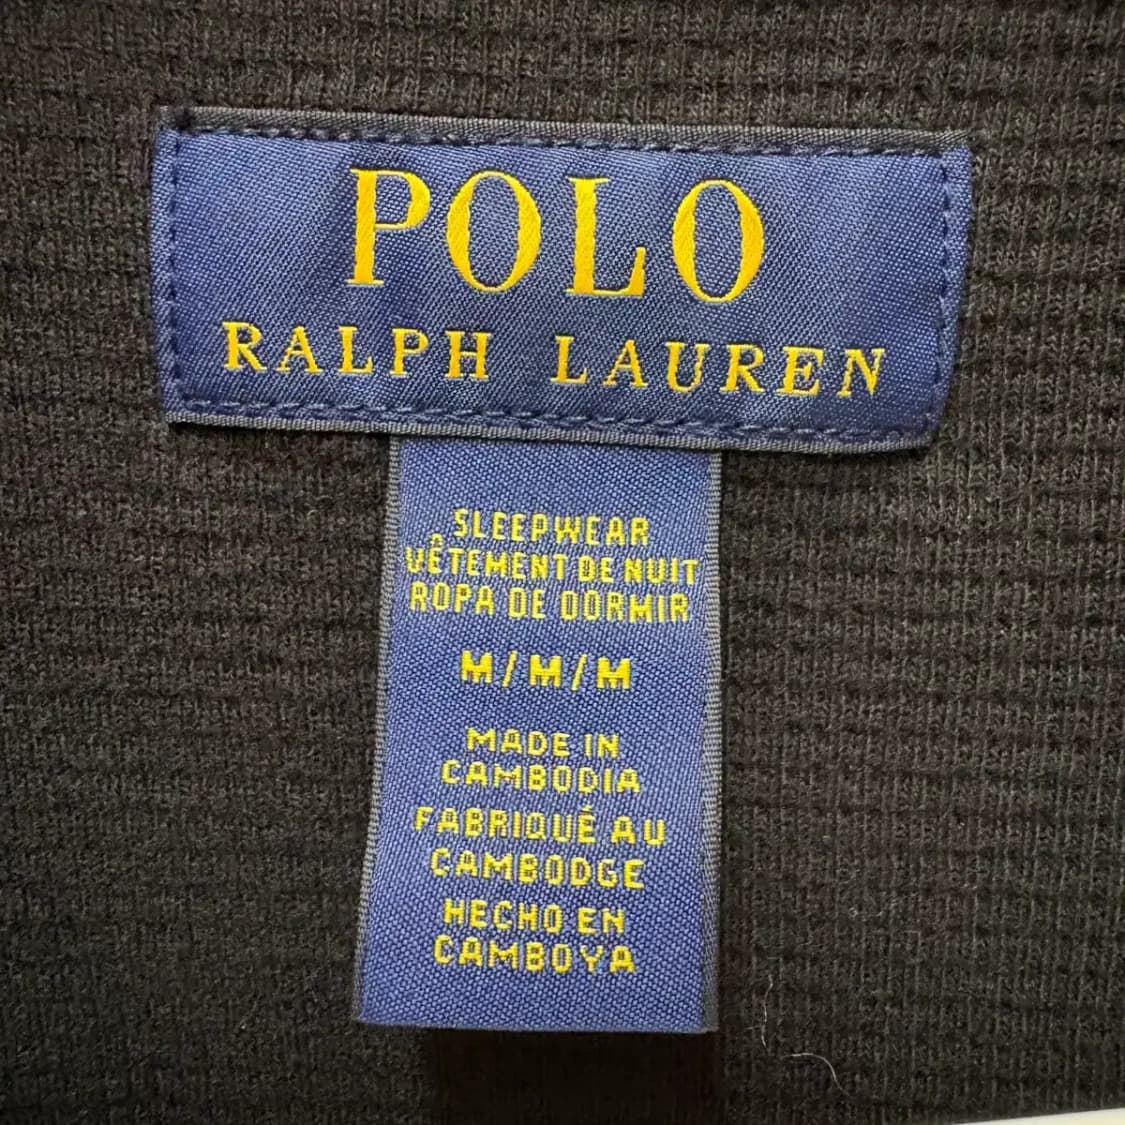 POLO
RALPH LAUREN
SLEEPWEAR
VÊTEMENT DE NUIT
ROPA DE DORMIR
M/M/M
MADE IN
CAMBODIA
FABRIQUÉ AU
CAMBODGE
HECHO EN
CAMBOYA